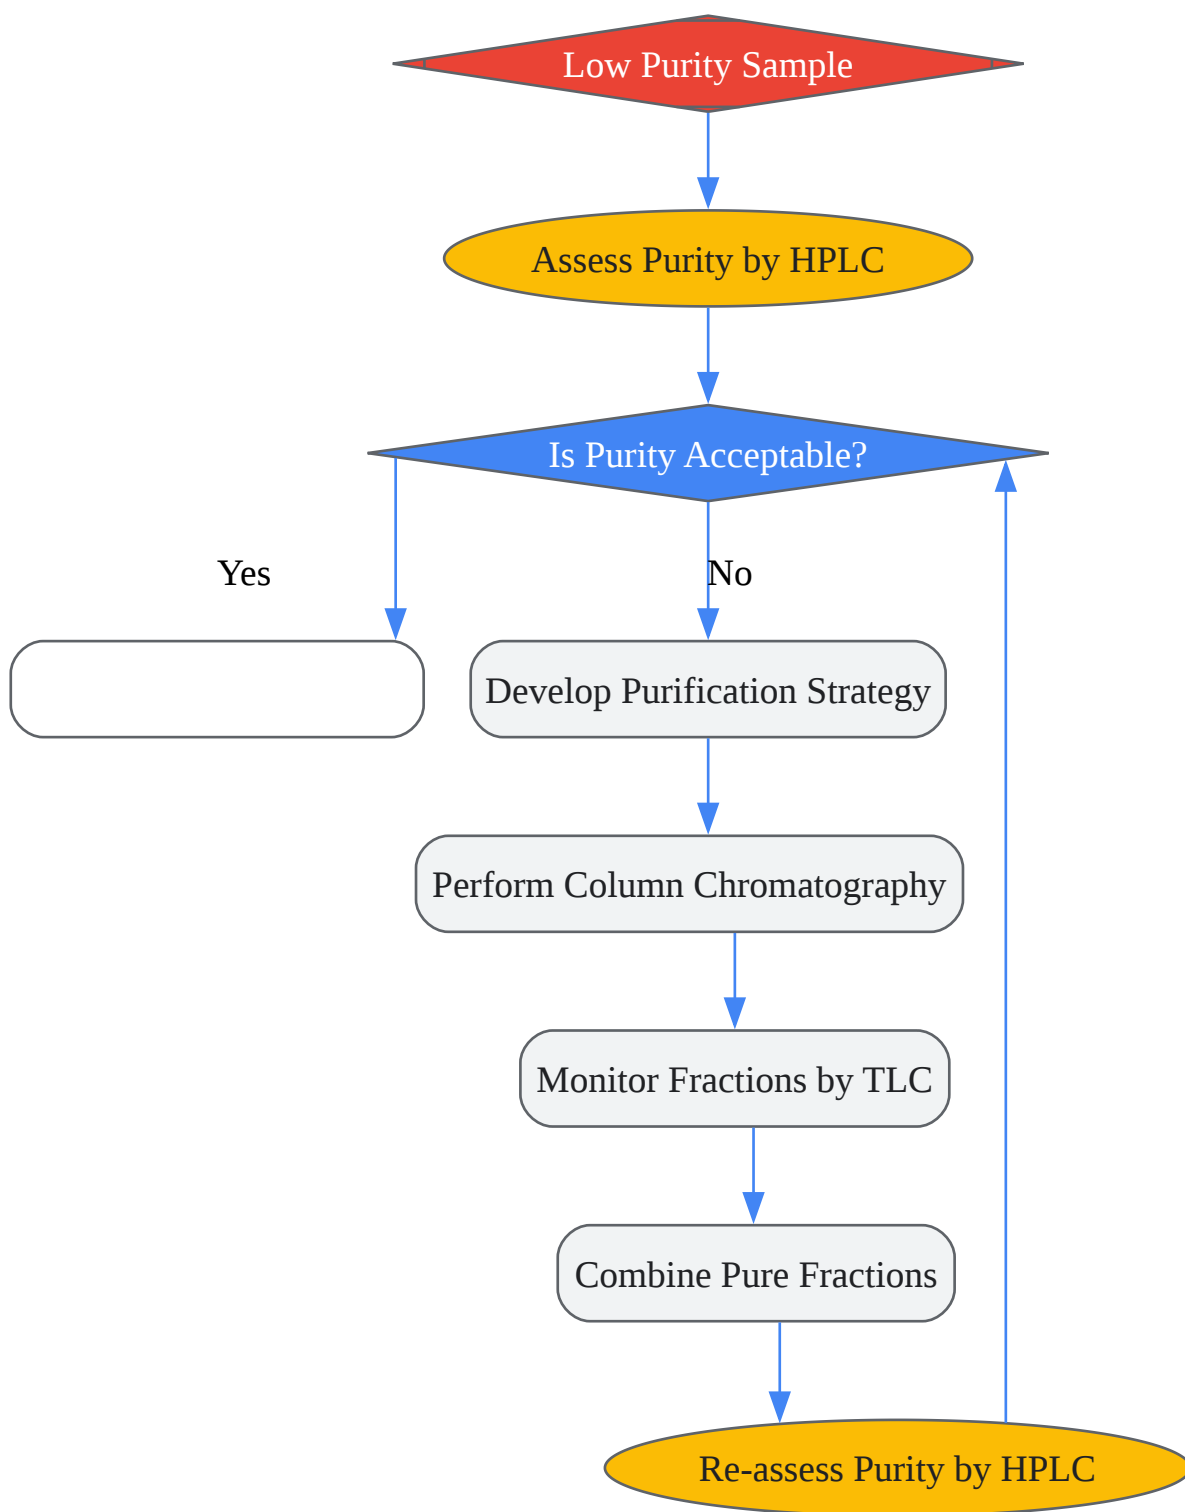 Low Purity Sample
Assess Purity by HPLC
Is Purity Acceptable?
Yes
No
Develop Purification Strategy
Perform Column Chromatography
Monitor Fractions by TLC
Combine Pure Fractions
Re-assess Purity by HPLC